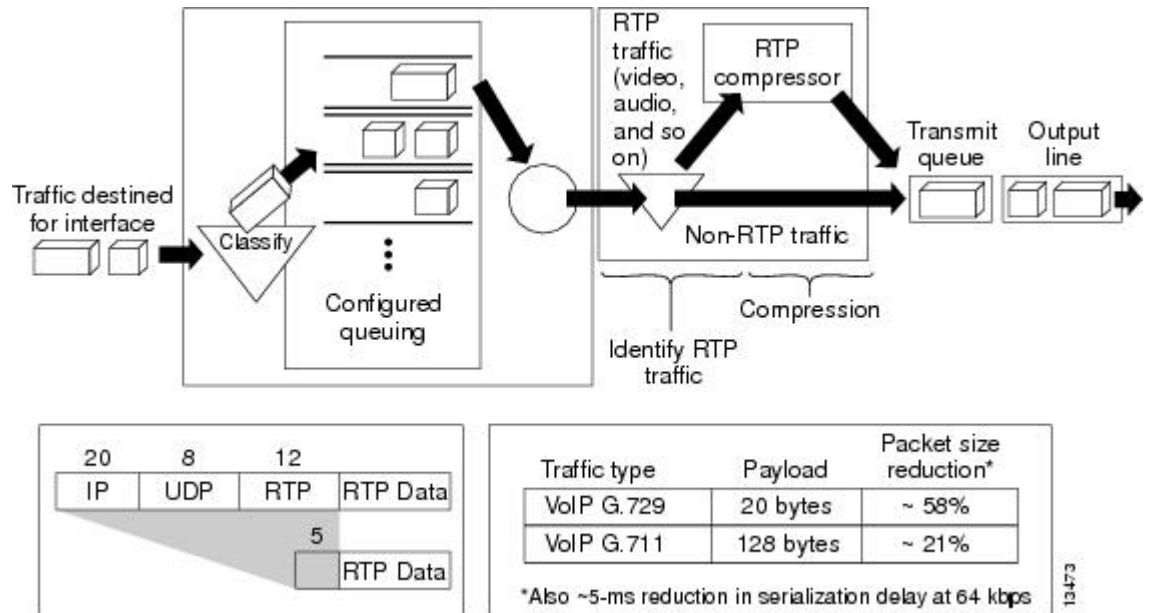 RTP
traffic
(video,
audio,
and so
on)
RTP
compressor
Transmit
queue
Output
line
Traffic destined
for interface
Classify
Non-RTP traffic
Configured
queuing
Compression
Identify RTP
traffic
20 8 12
IP UDP RTP RTP Data
5
RTP Data
Traffic type Payload Packet size
reduction*
VoIP G.729 20 bytes ~ 58%
VoIP G.711 128 bytes ~ 21%
*Also ~5-ms reduction in serialization delay at 64 kbps
13473